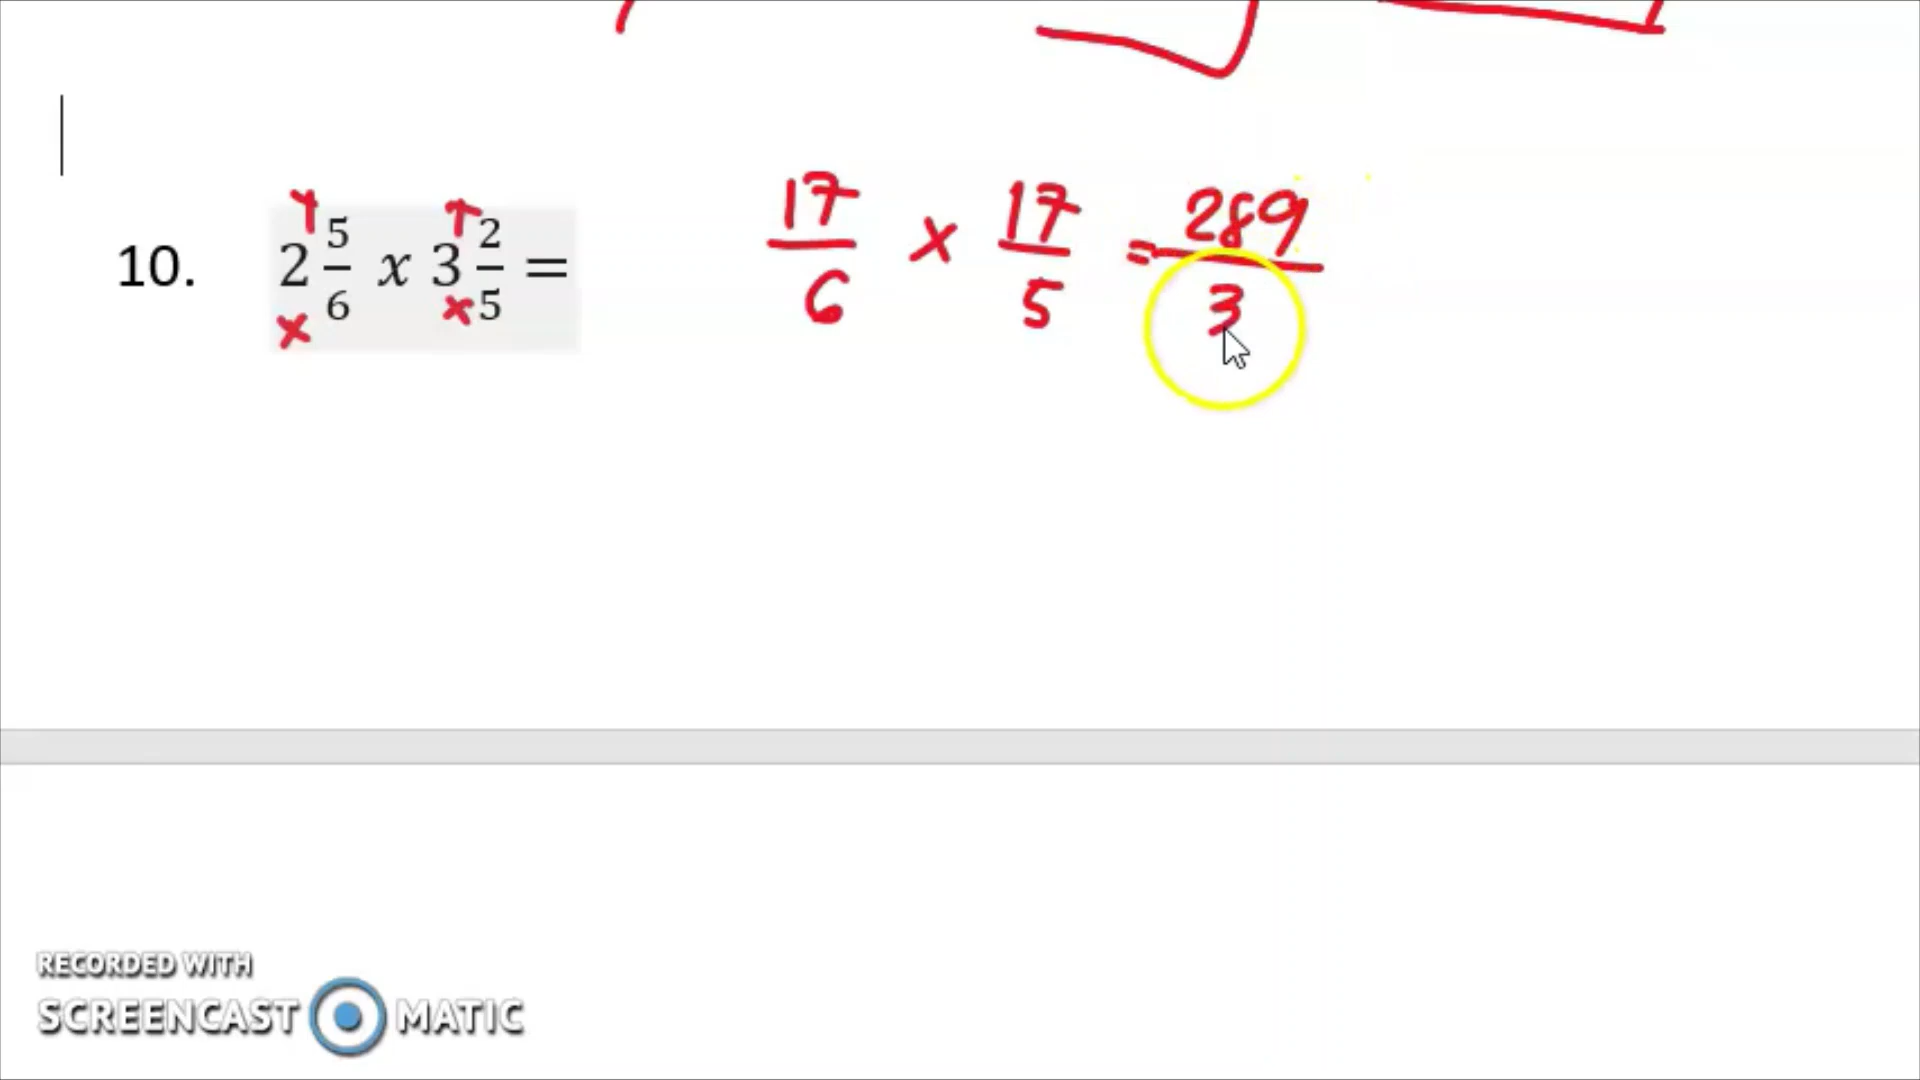 10. 2 5/6 x 3 2/5 = 17/6 x 17/5 = 289/3
RECORDED WITH
SCREENCAST MATIC